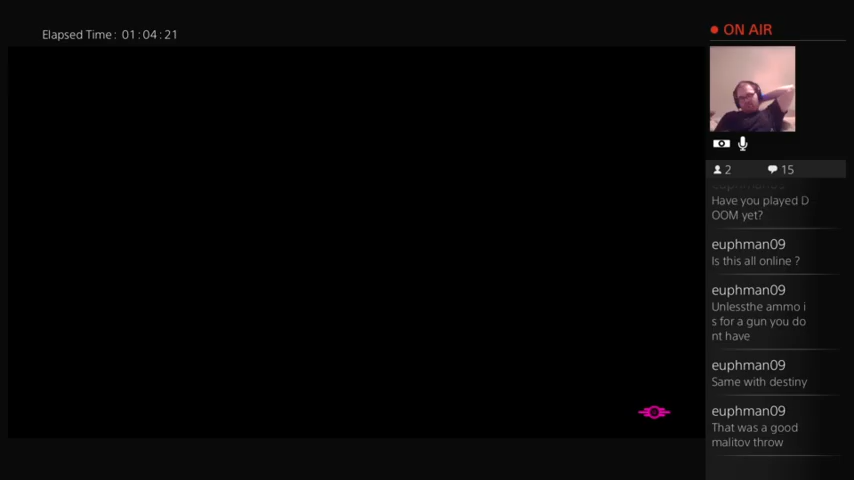 Elapsed Time: 01:04:21
ON AIR
2
15
Have you played D
OOM yet?
euphman09
Is this all online ?
euphman09
Unlessthe ammo i
s for a gun you do
nt have
euphman09
Same with destiny
euphman09
That was a good
malitov throw